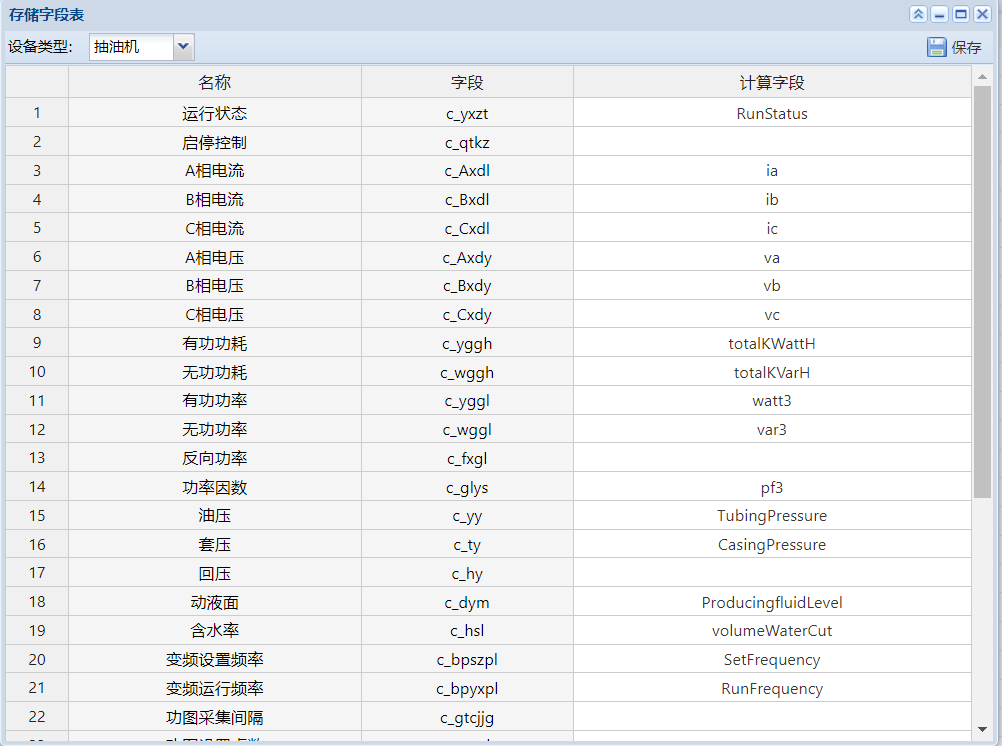 存储字段表
设备类型: 抽油机 保存
名称 字段 计算字段
1 运行状态 c_yxzt RunStatus
2 启停控制 c_qtkz
3 A相电流 c_Axdl ia
4 B相电流 c_Bxdl ib
5 C相电流 c_Cxdl ic
6 A相电压 c_Axdy va
7 B相电压 c_Bxdy vb
8 C相电压 c_Cxdy vc
9 有功功耗 c_yggh totalKWattH
10 无功功耗 c_wggh totalKVarH
11 有功功率 c_yggl watt3
12 无功功率 c_wggl var3
13 反向功率 c_fxgl
14 功率因数 c_glys pf3
15 油压 c_yy TubingPressure
16 套压 c_ty CasingPressure
17 回压 c_hy
18 动液面 c_dym ProducingfluidLevel
19 含水率 c_hsl volumeWaterCut
20 变频设置频率 c_bpszpl SetFrequency
21 变频运行频率 c_bpyxpl RunFrequency
22 功图采集间隔 c_gtcjjg